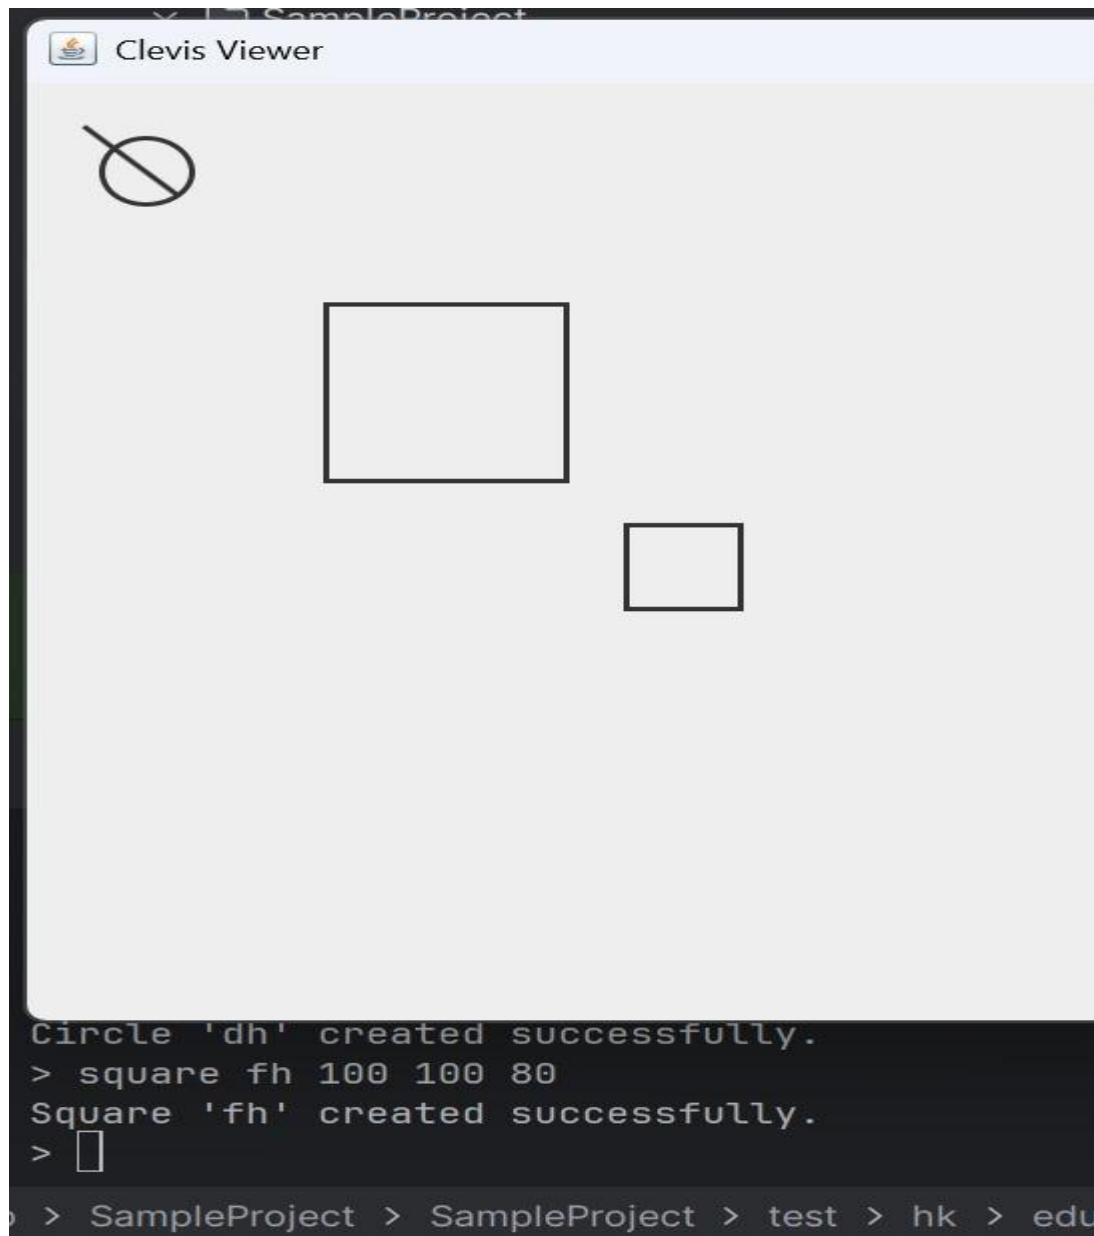 SampleProject
Clevis Viewer
Circle 'dh' created successfully.
> square fh 100 100 80
Square 'fh' created successfully.
>
> SampleProject > SampleProject > test > hk > edu